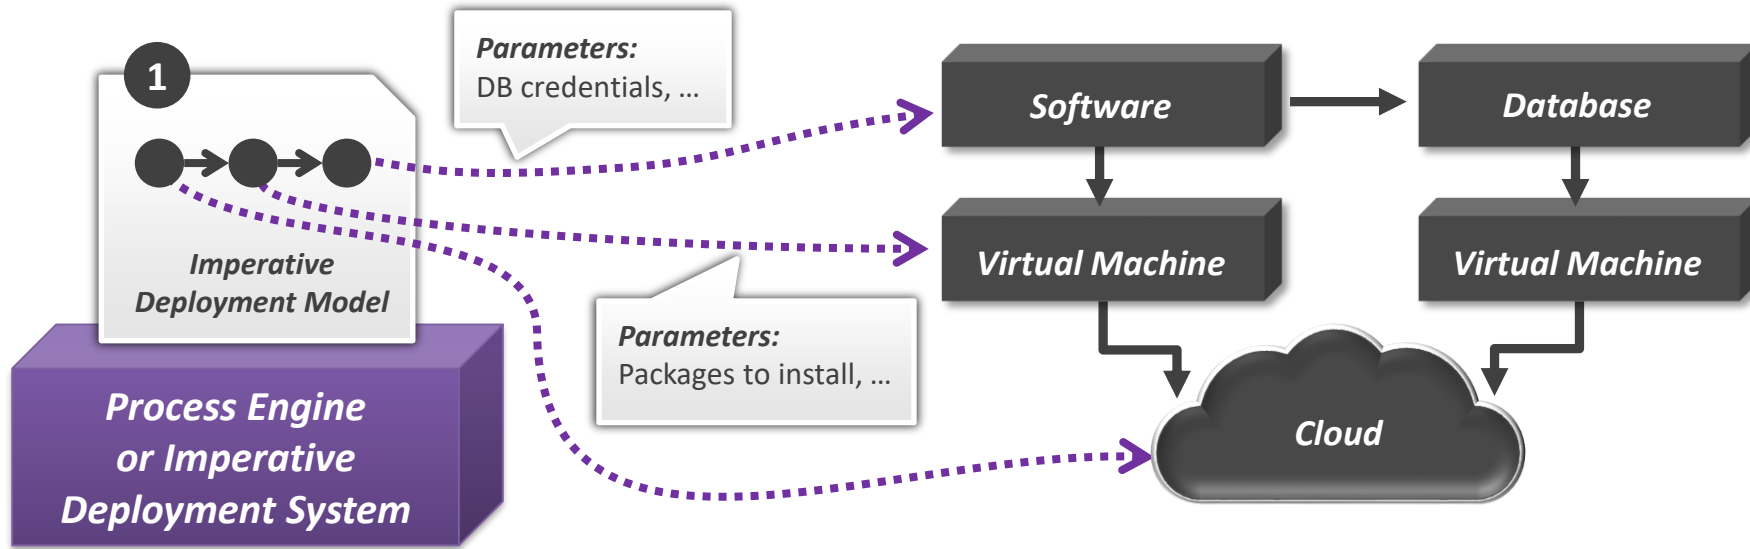 1
Imperative
Deployment Model
Process Engine
or Imperative
Deployment System
Parameters:
DB credentials, ...
Parameters:
Packages to install, ...
Software
Database
Virtual Machine
Virtual Machine
Cloud